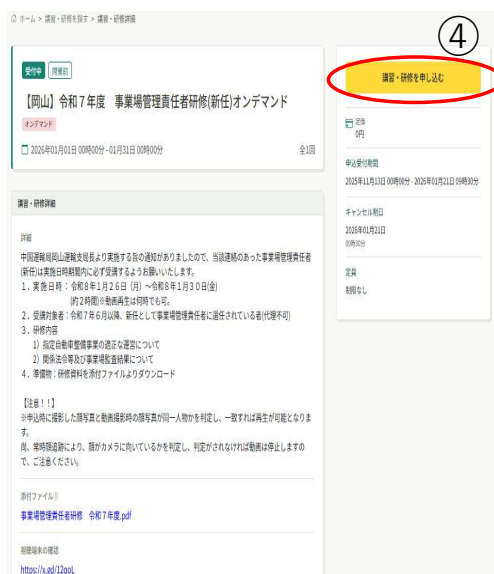 ホーム > 講習・研修を探す > 講習・研修詳細
④
受付中 開催前
【岡山】令和７年度 事業場管理責任者研修(新任)オンデマンド
オンデマンド
2026年01月01日 00時00分 - 01月31日 00時00分 全1回
講習・研修を申し込む
定価
0円
申込受付期間
2025年11月13日 00時00分 - 2026年01月21日 09時30分
キャンセル期日
2026年01月21日
09時30分
定員
制限なし
講習・研修詳細
詳細
中国運輸局岡山運輸支局長より実施する旨の通知がありましたので、当該連絡のあった事業場管理責任者
(新任)は実施日時期間内に必ず受講するようお願いいたします。
１．実施日時：令和８年１月２６日（月）～令和８年１月３０日(金)
(約２時間)※動画再生は何時でも可。
２．受講対象者：令和７年６月以降、新任として事業場管理責任者に選任されている者(代理不可)
３．研修内容
1）指定自動車整備事業の適正な運営について
2）関係法令等及び事業場監査結果について
４．準備物：研修資料を添付ファイルよりダウンロード
【注意！！】
※申込時に撮影した顔写真と動画撮影時の顔写真が同一人物かを判定し、一致すれば再生が可能となりま
す。
尚、常時顔追跡により、顔がカメラに向いているかを判定し、判定がされなければ動画は停止しますの
で、ご注意ください。
添付ファイル①
事業場管理責任者研修 令和７年度.pdf
視聴端末の確認
https://x.gd/12qoL